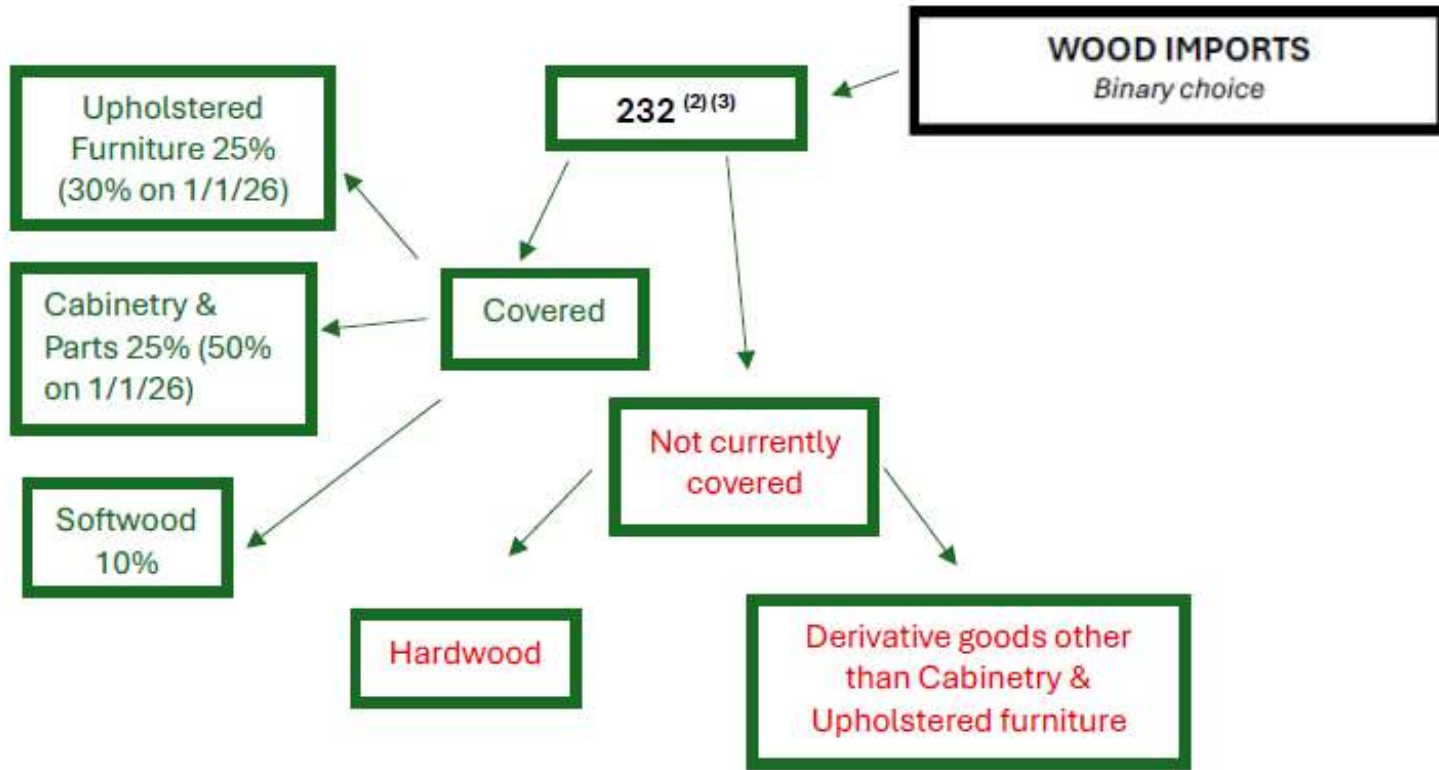 WOOD IMPORTS
Binary choice
232 (2) (3)
Upholstered
Furniture 25%
(30% on 1/1/26)
Covered
Cabinetry &
Parts 25% (50%
on 1/1/26)
Softwood
10%
Not currently
covered
Hardwood
Derivative goods other
than Cabinetry &
Upholstered furniture